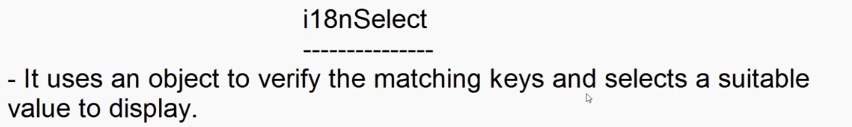 i18nSelect
---------------
- It uses an object to verify the matching keys and selects a suitable
value to display.